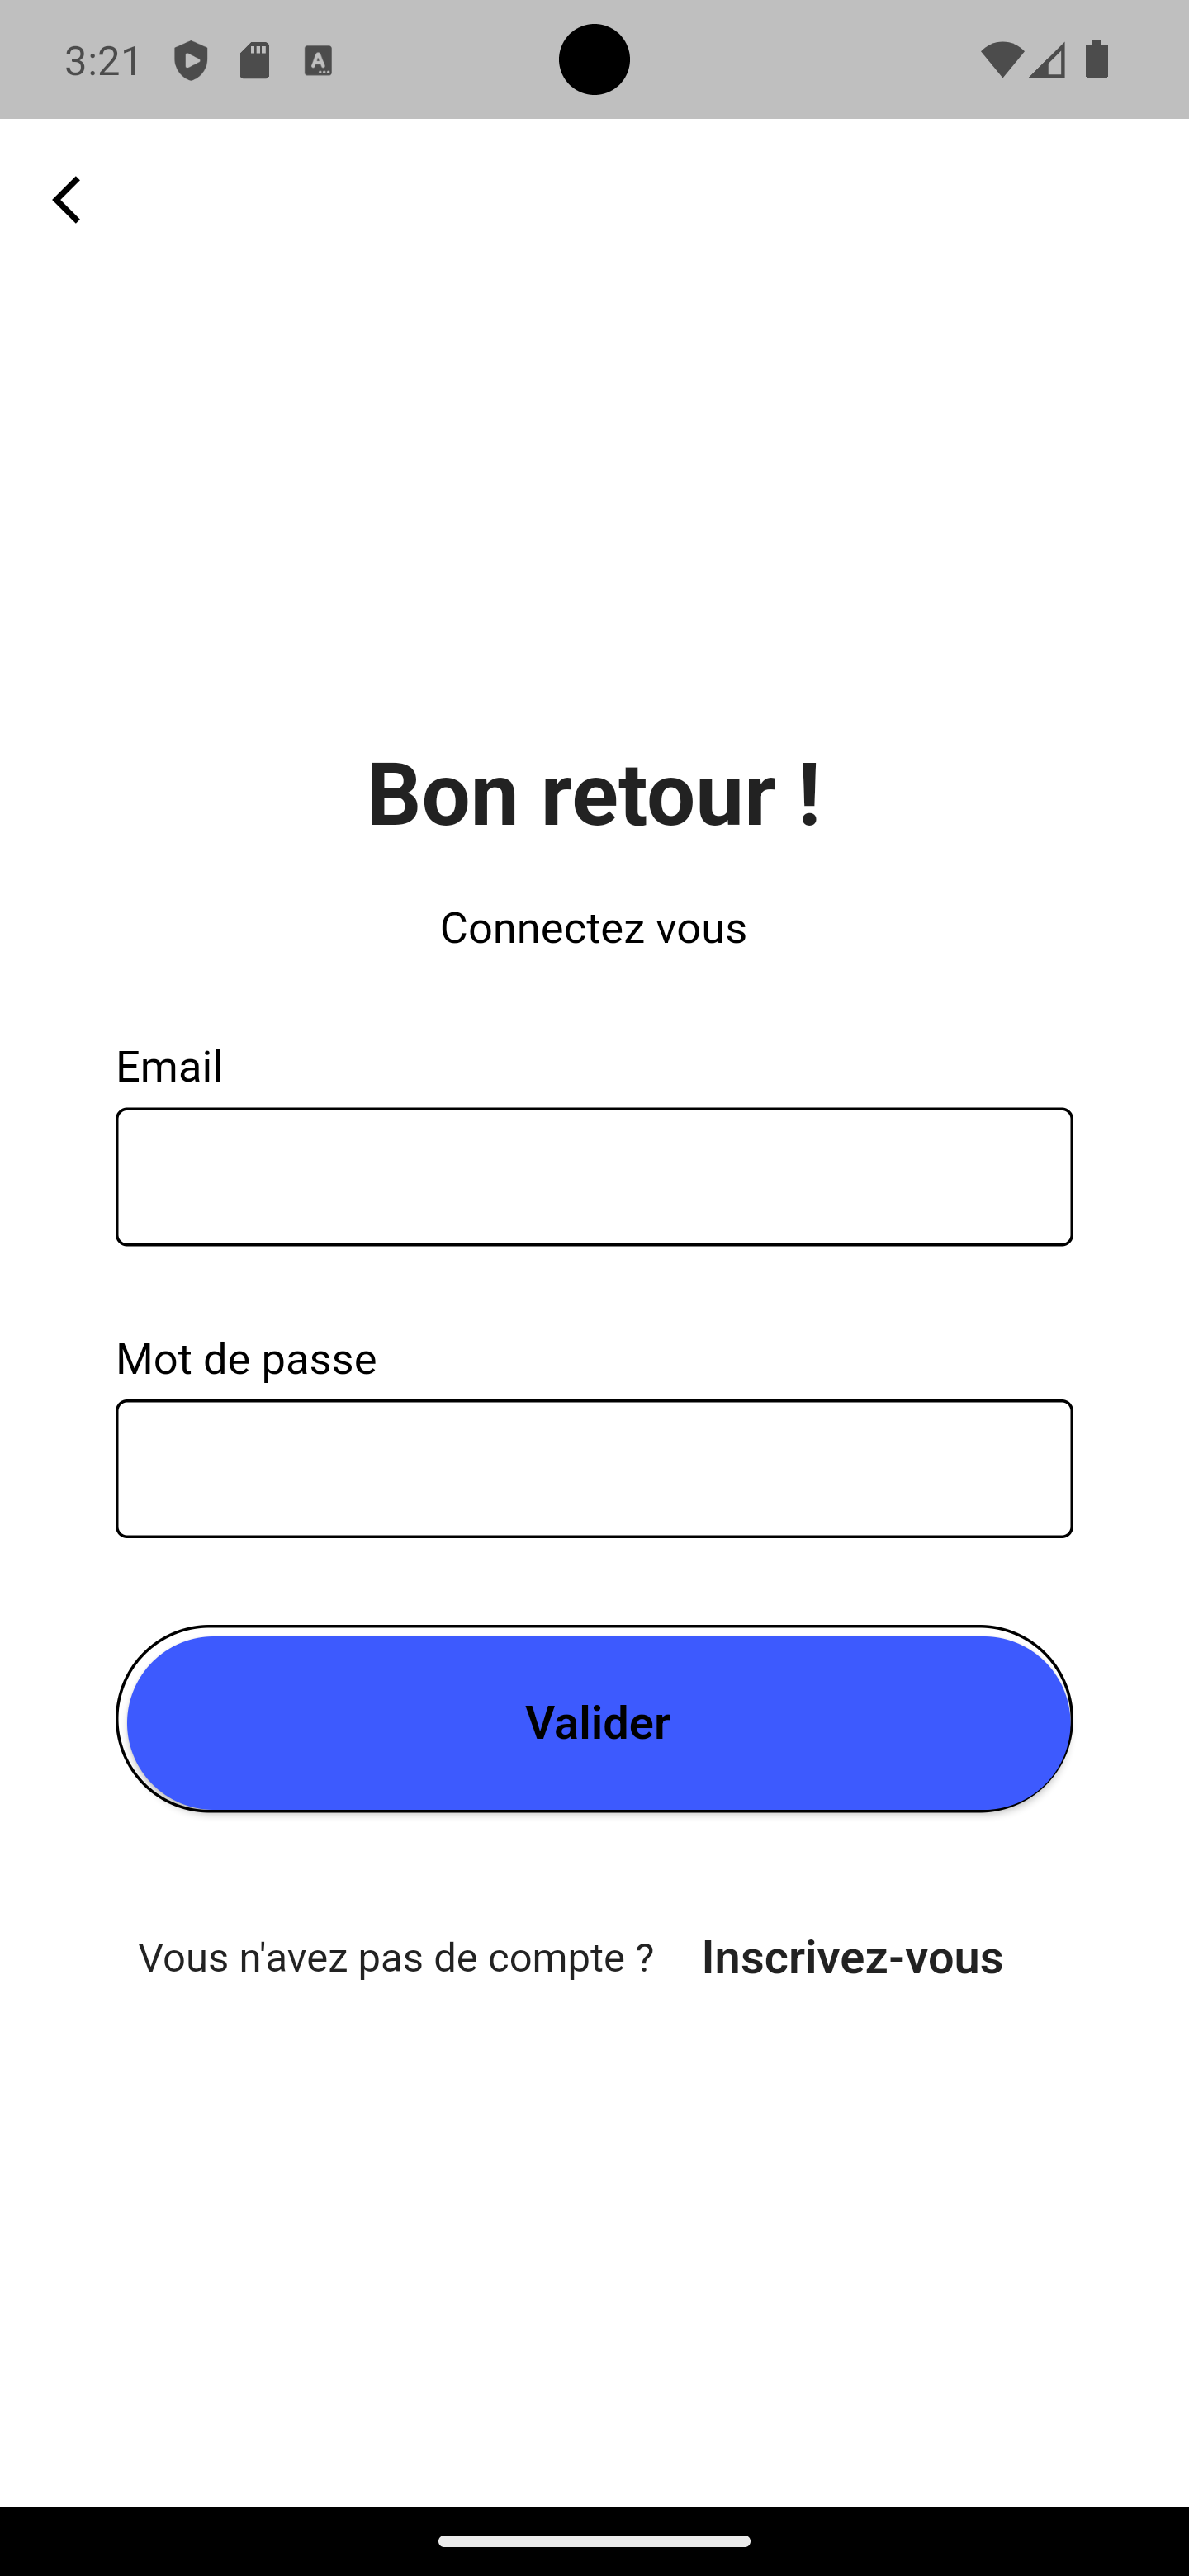 3:21
Bon retour !
Connectez vous
Email
Mot de passe
Valider
Vous n'avez pas de compte ? Inscrivez-vous